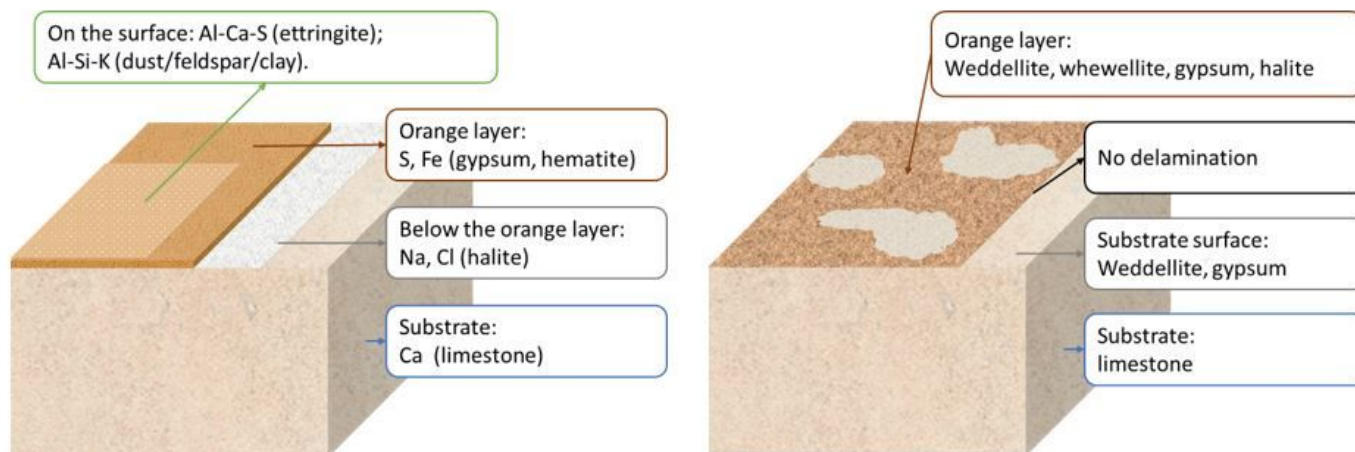 On the surface: Al-Ca-S (ettringite);
Al-Si-K (dust/feldspar/clay).
Orange layer:
S, Fe (gypsum, hematite)
Below the orange layer:
Na, Cl (halite)
Substrate:
Ca (limestone)
Orange layer:
Weddellite, whewellite, gypsum, halite
No delamination
Substrate surface:
Weddellite, gypsum
Substrate:
limestone